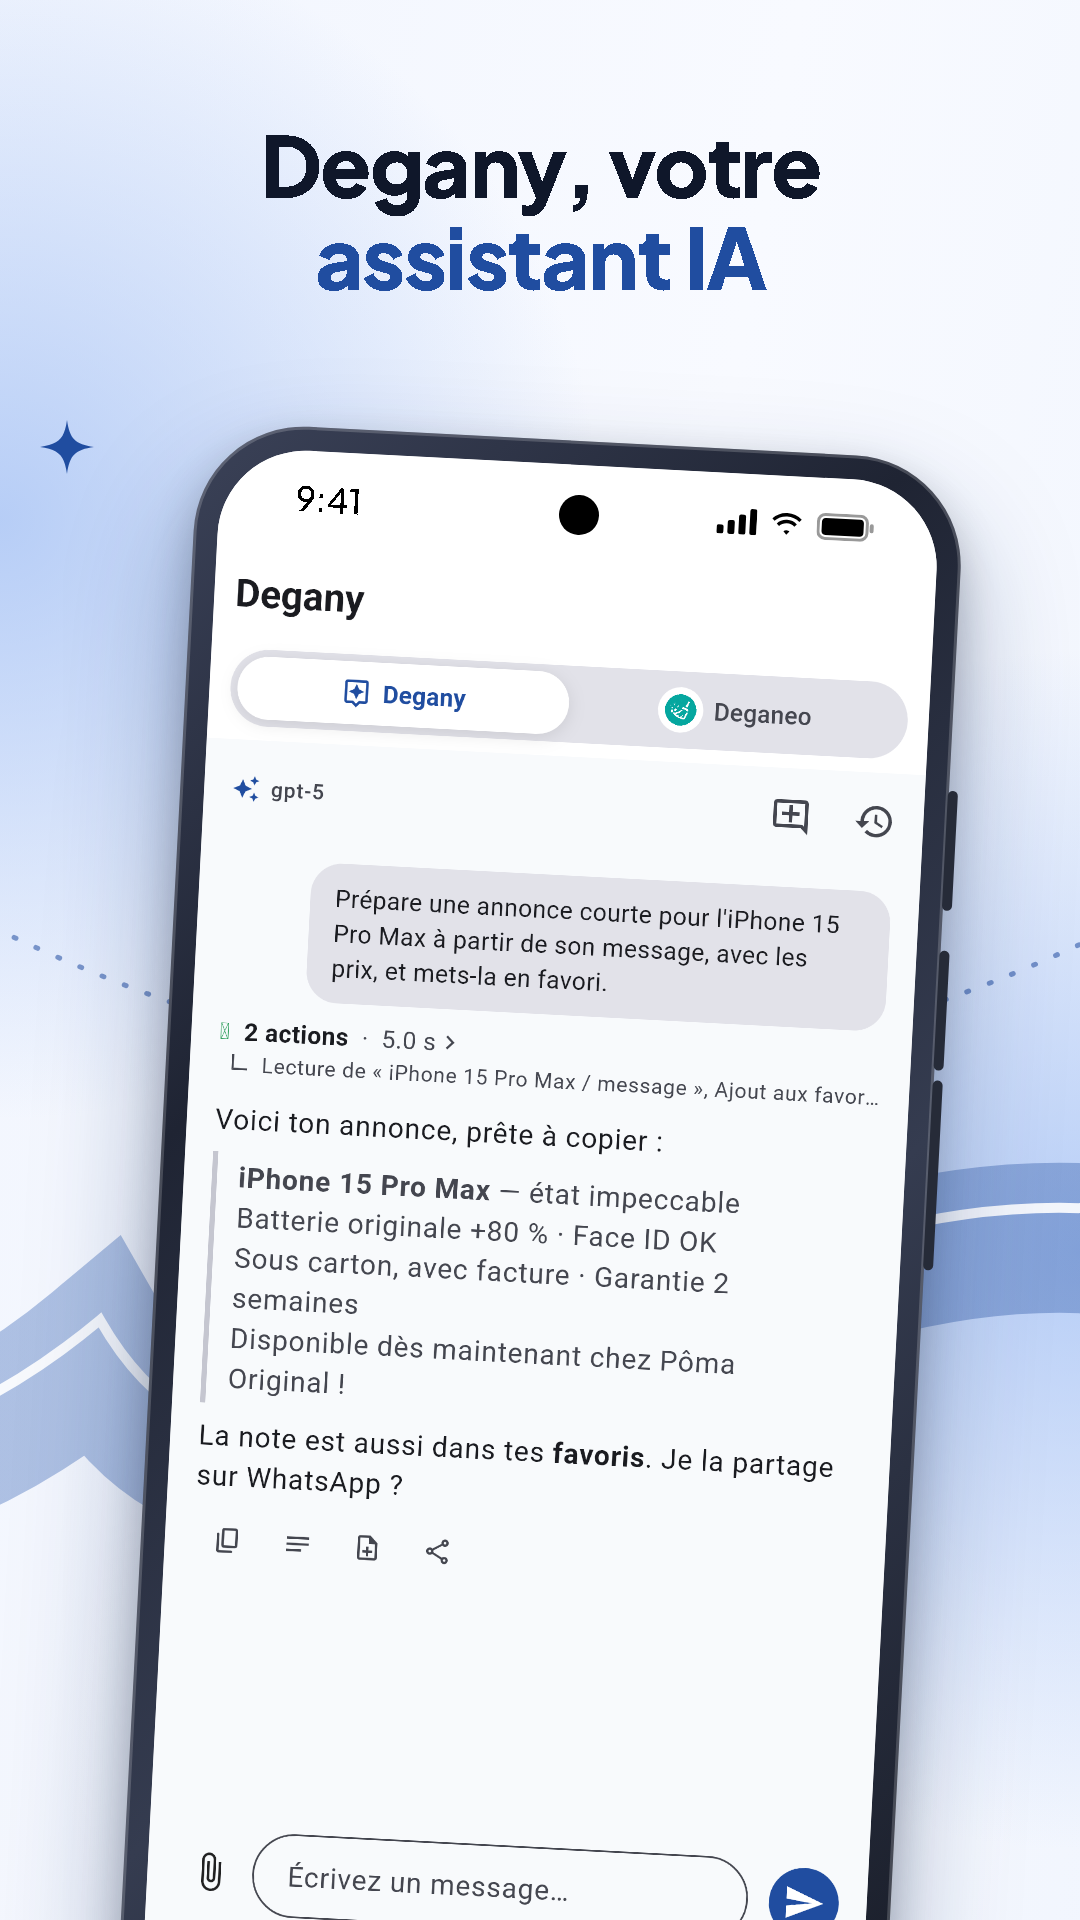 Degany, votre
assistant IA
9:41
Degany
Degany
Deganeo
gpt-5
Prépare une annonce courte pour l'iPhone 15
Pro Max à partir de son message, avec les
prix, et mets-la en favori.
2 actions · 5.0 s
Lecture de « iPhone 15 Pro Max / message », Ajout aux favor…
Voici ton annonce, prête à copier :
iPhone 15 Pro Max — état impeccable
Batterie originale +80 % · Face ID OK
Sous carton, avec facture · Garantie 2
semaines
Disponible dès maintenant chez Pôma
Original !
La note est aussi dans tes favoris. Je la partage
sur WhatsApp ?
Écrivez un message…